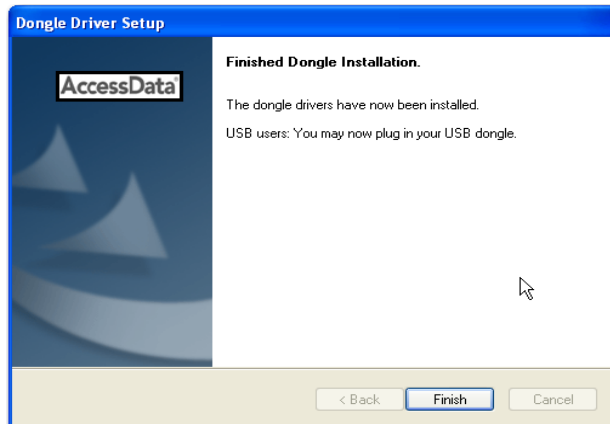 Dongle Driver Setup
AccessData
Finished Dongle Installation.
The dongle drivers have now been installed.
USB users: You may now plug in your USB dongle.
< Back
Finish
Cancel